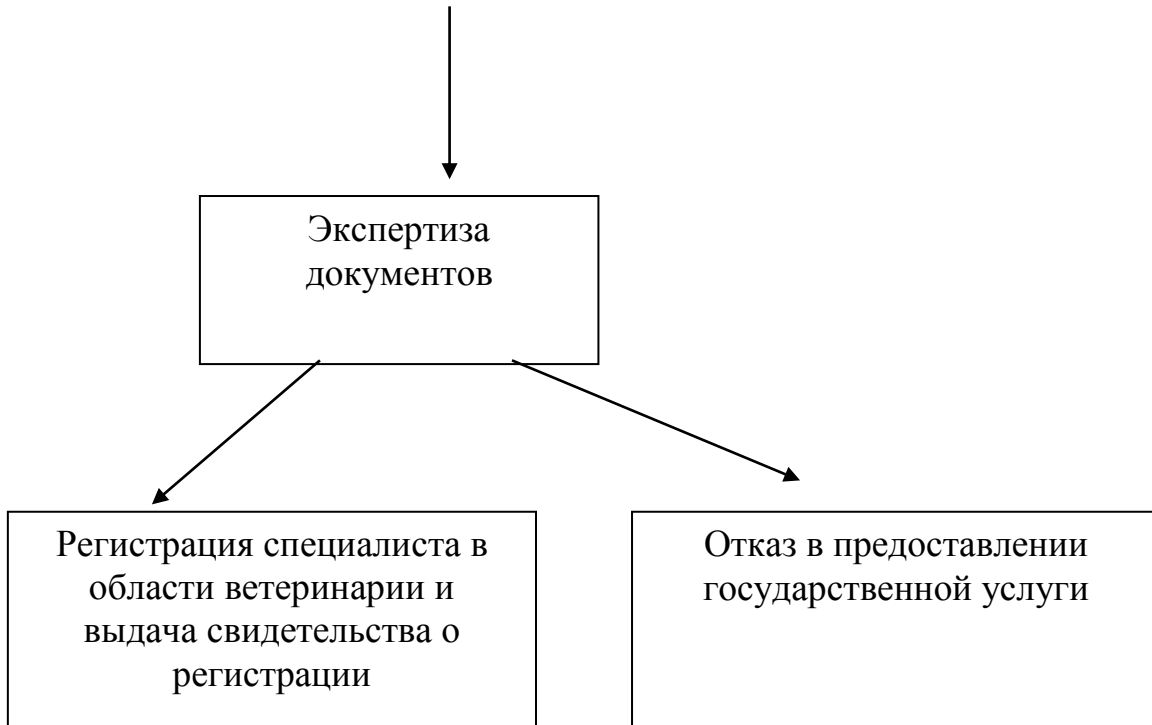 Экспертиза
документов
Регистрация специалиста в
области ветеринарии и
выдача свидетельства о
регистрации
Отказ в предоставлении
государственной услуги